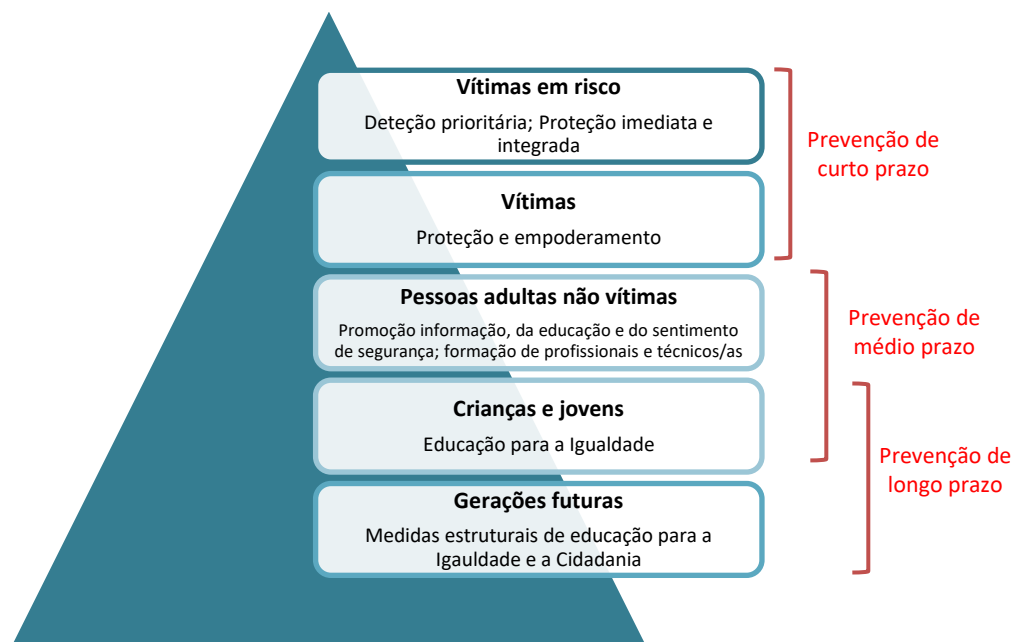 Vítimas em risco
Deteção prioritária; Proteção imediata e
integrada
Prevenção de
curto prazo
Vítimas
Proteção e empoderamento
Pessoas adultas não vítimas
Promoção informação, da educação e do sentimento
de segurança; formação de profissionais e técnicos/as
Prevenção de
médio prazo
Crianças e jovens
Educação para a Igualdade
Prevenção de
longo prazo
Gerações futuras
Medidas estruturais de educação para a
Igauldade e a Cidadania